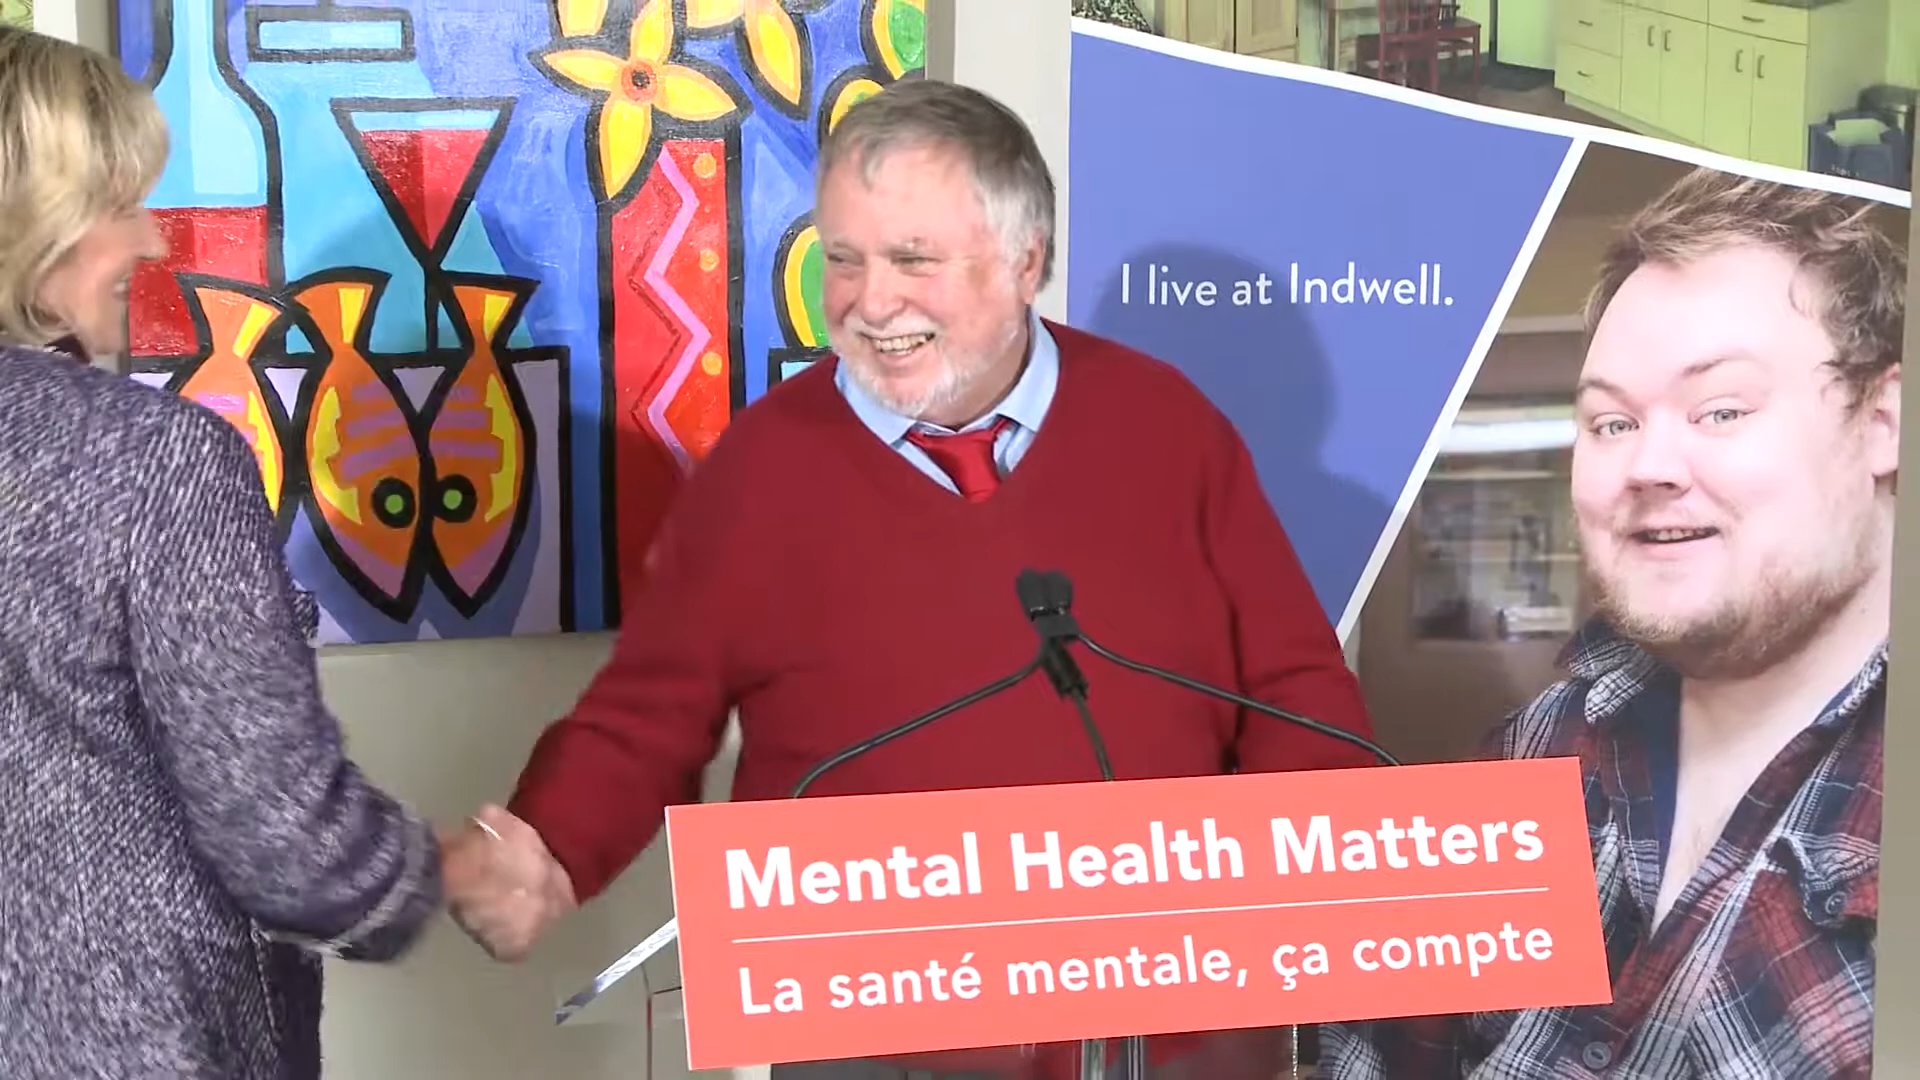 I live at Indwell.
Mental Health Matters
La santé mentale, ça compte